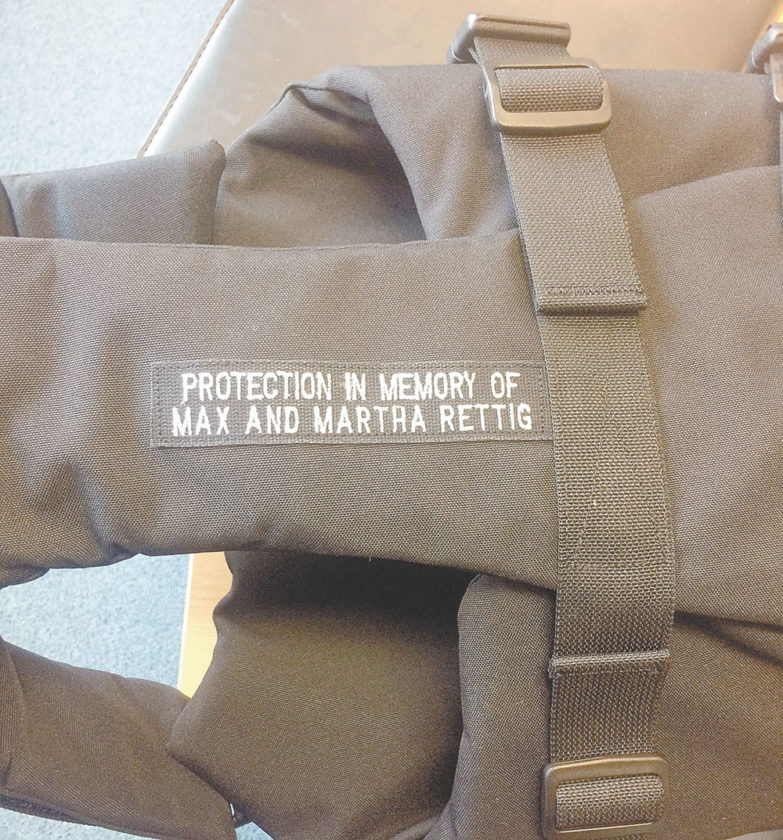 PROTECTION IN MEMORY OF
MAX AND MARTHA RETTIG